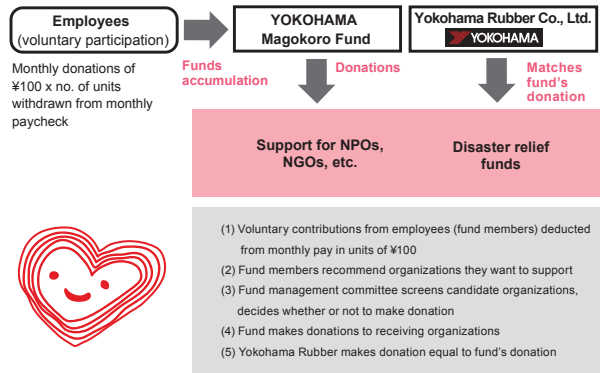 Employees
(voluntary participation)
YOKOHAMA
Magokoro Fund
Yokohama Rubber Co., Ltd.
YOKOHAMA
Monthly donations of
¥100 x no. of units
withdrawn from monthly
paycheck
Funds
accumulation
Donations
Matches
fund's
donation
Support for NPOs,
NGOs, etc.
Disaster relief
funds
(1) Voluntary contributions from employees (fund members) deducted
from monthly pay in units of ¥100
(2) Fund members recommend organizations they want to support
(3) Fund management committee screens candidate organizations,
decides whether or not to make donation
(4) Fund makes donations to receiving organizations
(5) Yokohama Rubber makes donation equal to fund's donation